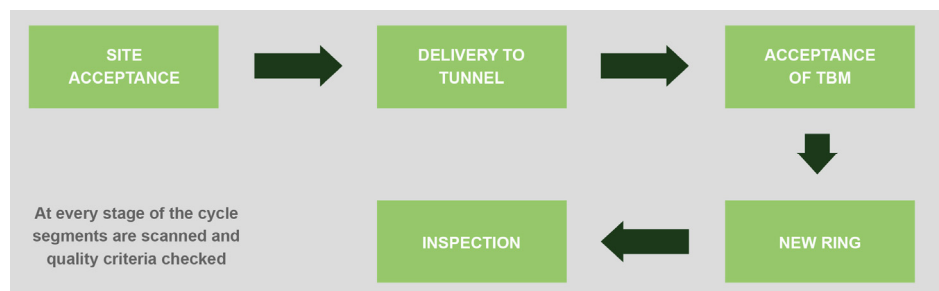 SITE
ACCEPTANCE
DELIVERY TO
TUNNEL
ACCEPTANCE
OF TBM
At every stage of the cycle
segments are scanned and
quality criteria checked
INSPECTION
NEW RING